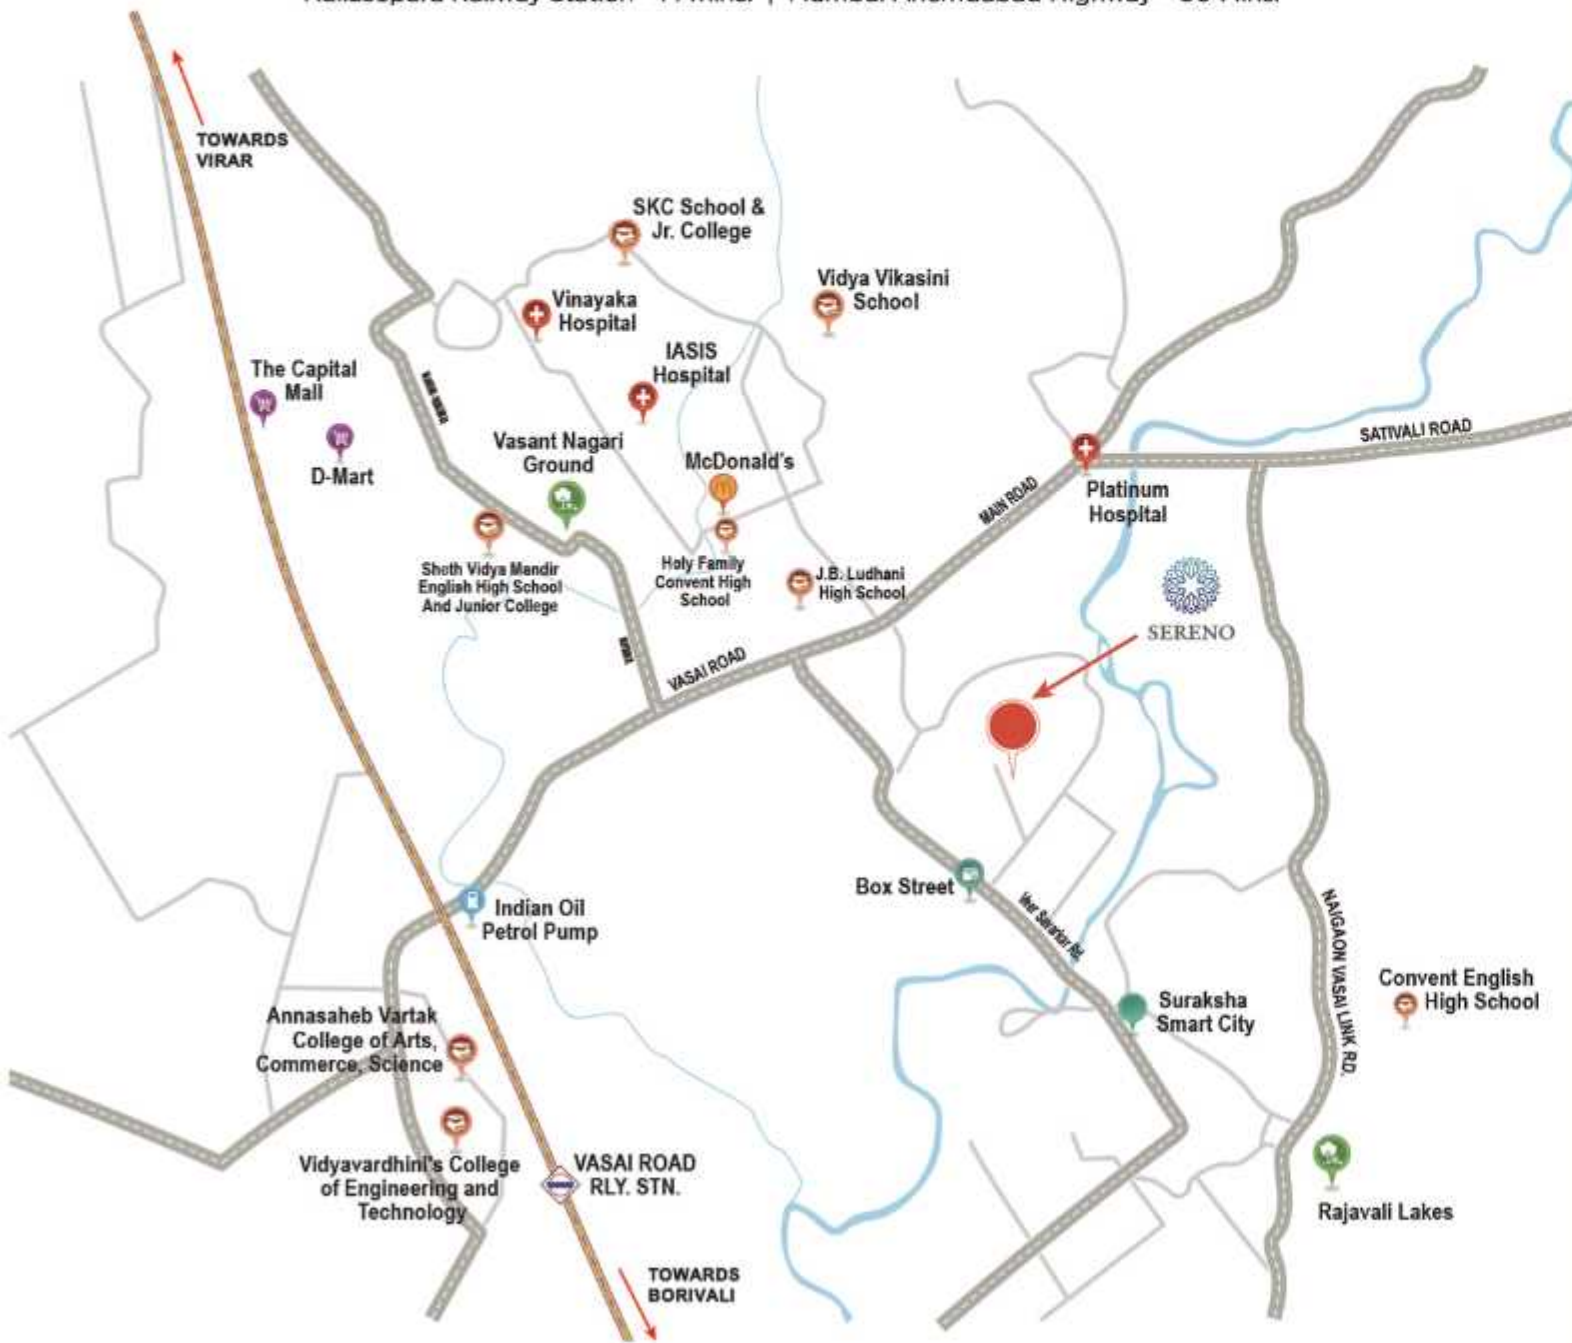 TOWARDS
VIRAR
SKC School &
Jr. College
Vidya Vikasini
School
Vinayaka
Hospital
IASIS
Hospital
The Capital
Mall
D-Mart
Vasant Nagari
Ground
McDonald's
SATIVALI ROAD
MAIN ROAD
Platinum
Hospital
Sheth Vidya Mandir
English High School
And Junior College
Holy Family
Convent High
School
J.B. Ludhani
High School
SERENO
VASAI ROAD
Box Street
Veer Savarkar Rd.
Indian Oil
Petrol Pump
NAIGAON VASAI LINK RD.
Convent English
High School
Suraksha
Smart City
Annasaheb Vartak
College of Arts,
Commerce, Science
Vidyavardhini's College
of Engineering and
Technology
VASAI ROAD
RLY. STN.
Rajavali Lakes
TOWARDS
BORIVALI